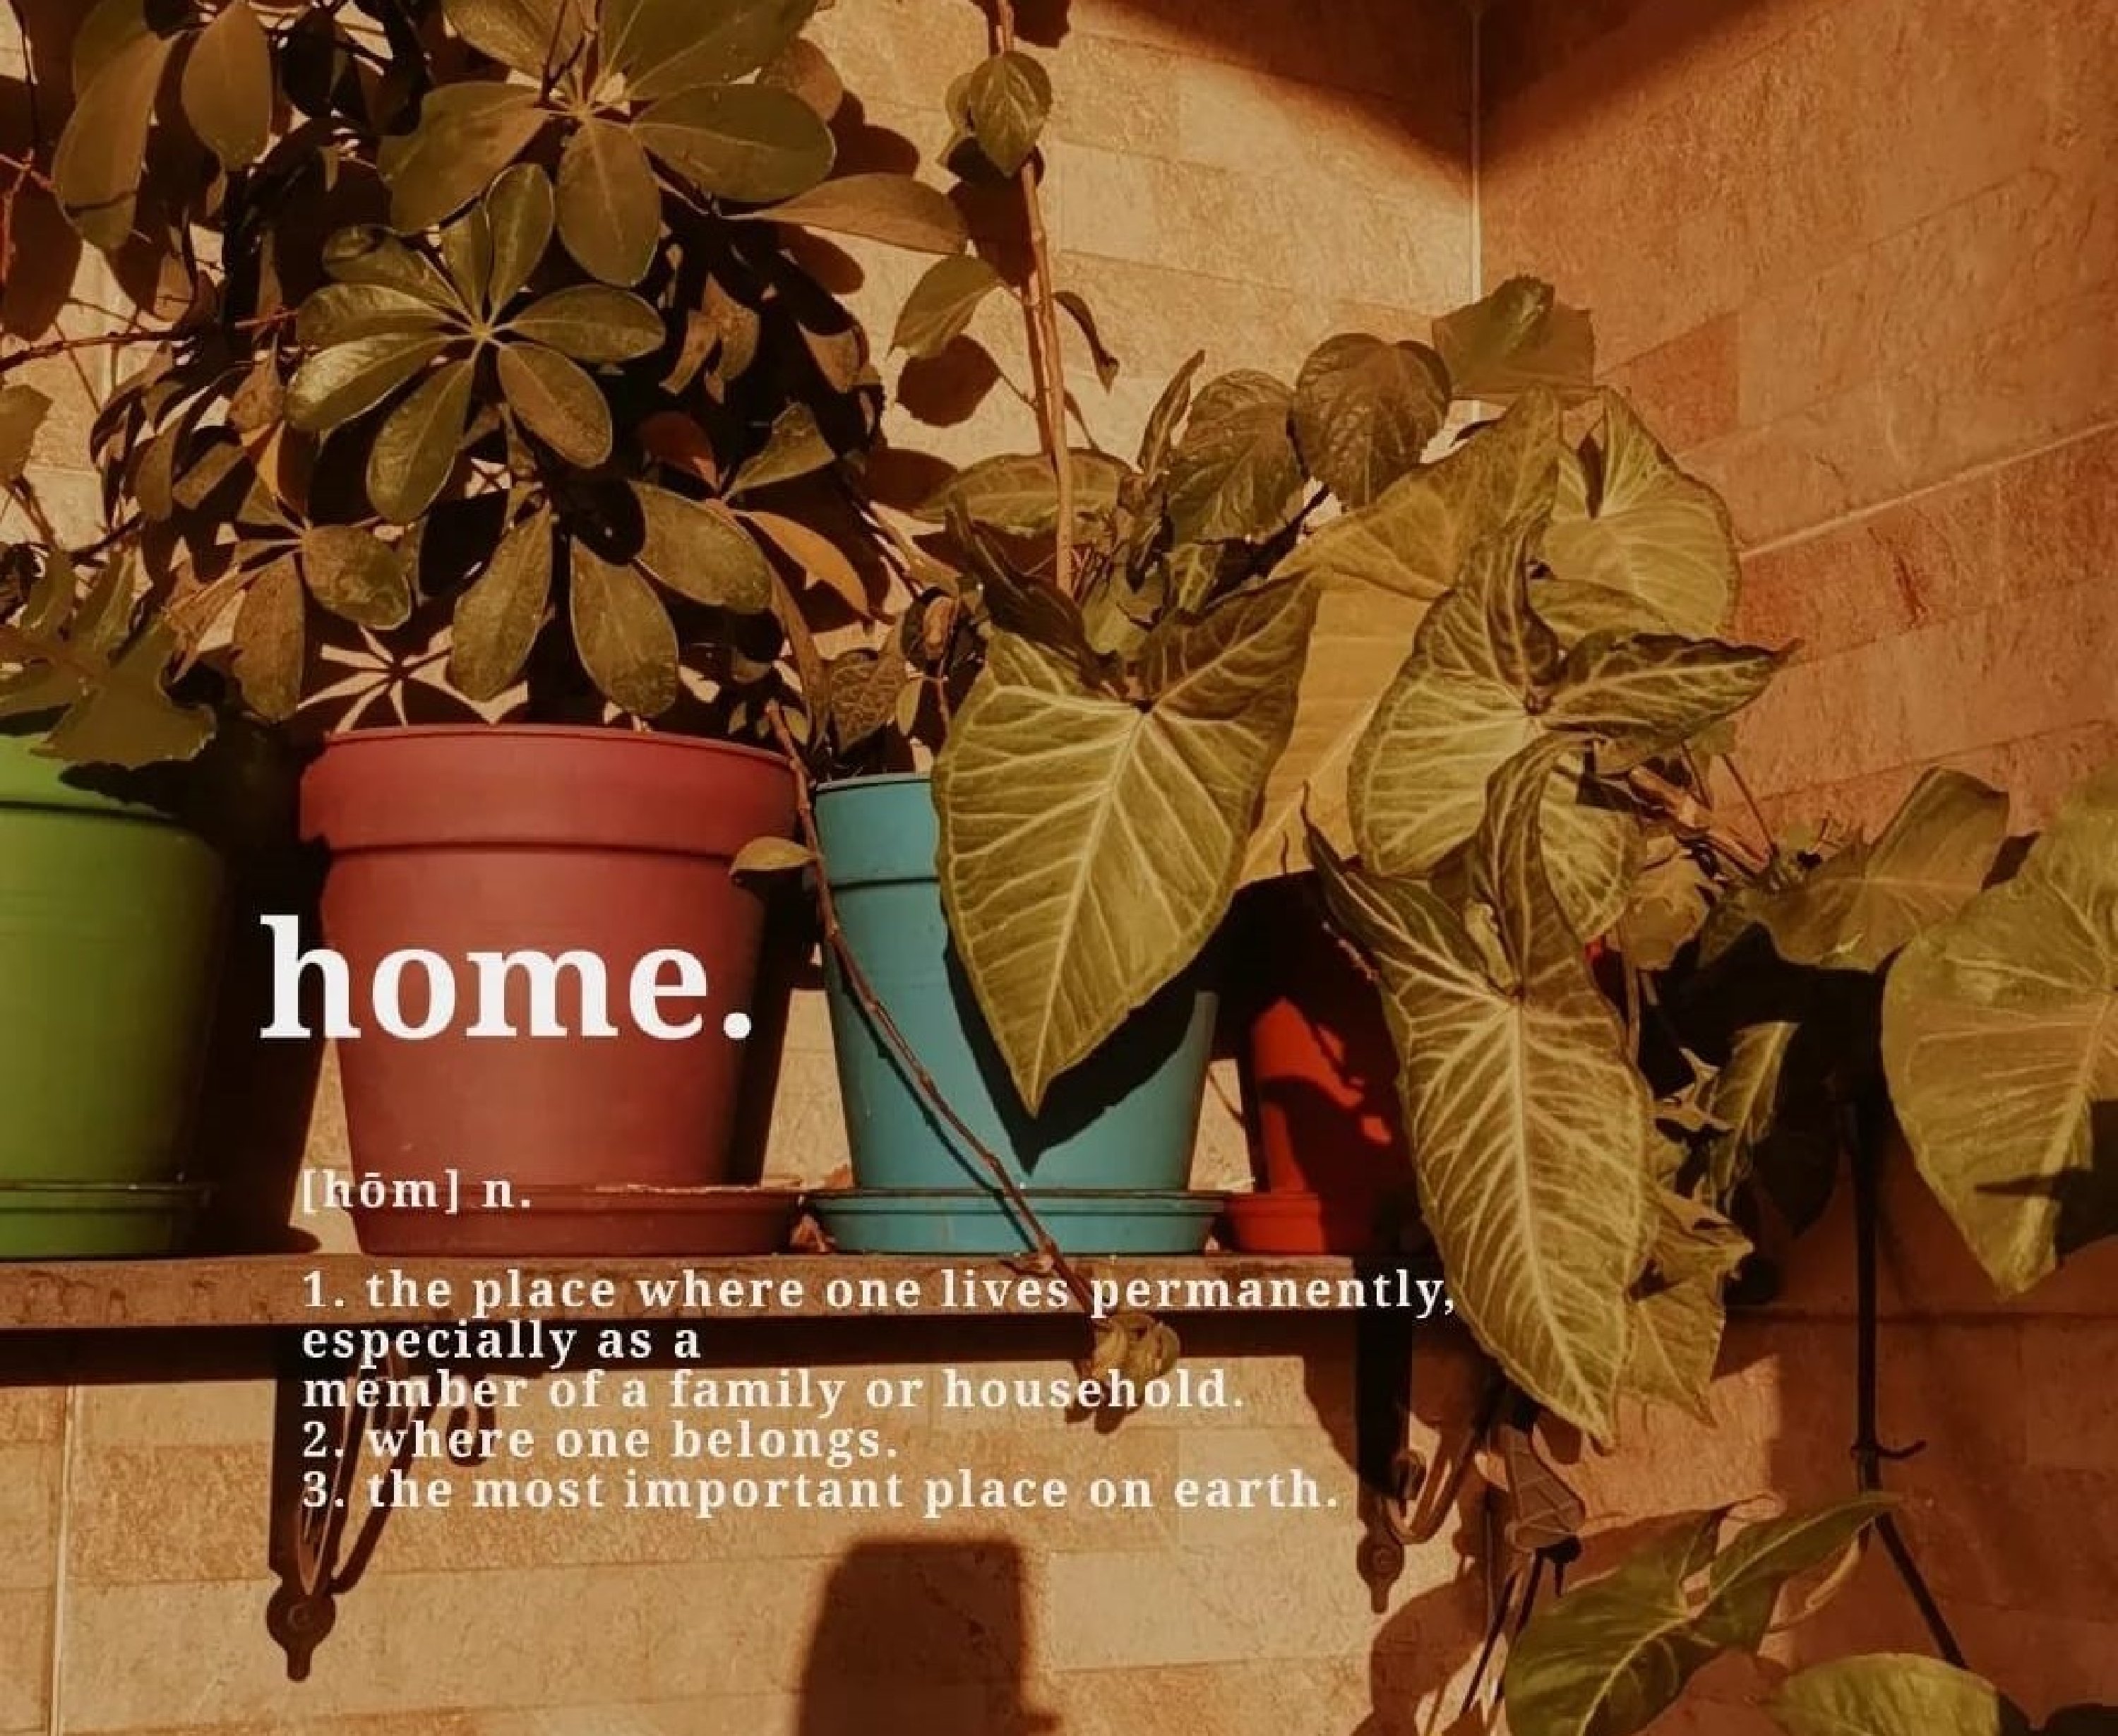 home.
[hōm] n.
1. the place where one lives permanently,
especially as a
member of a family or household.
2. where one belongs.
3. the most important place on earth.